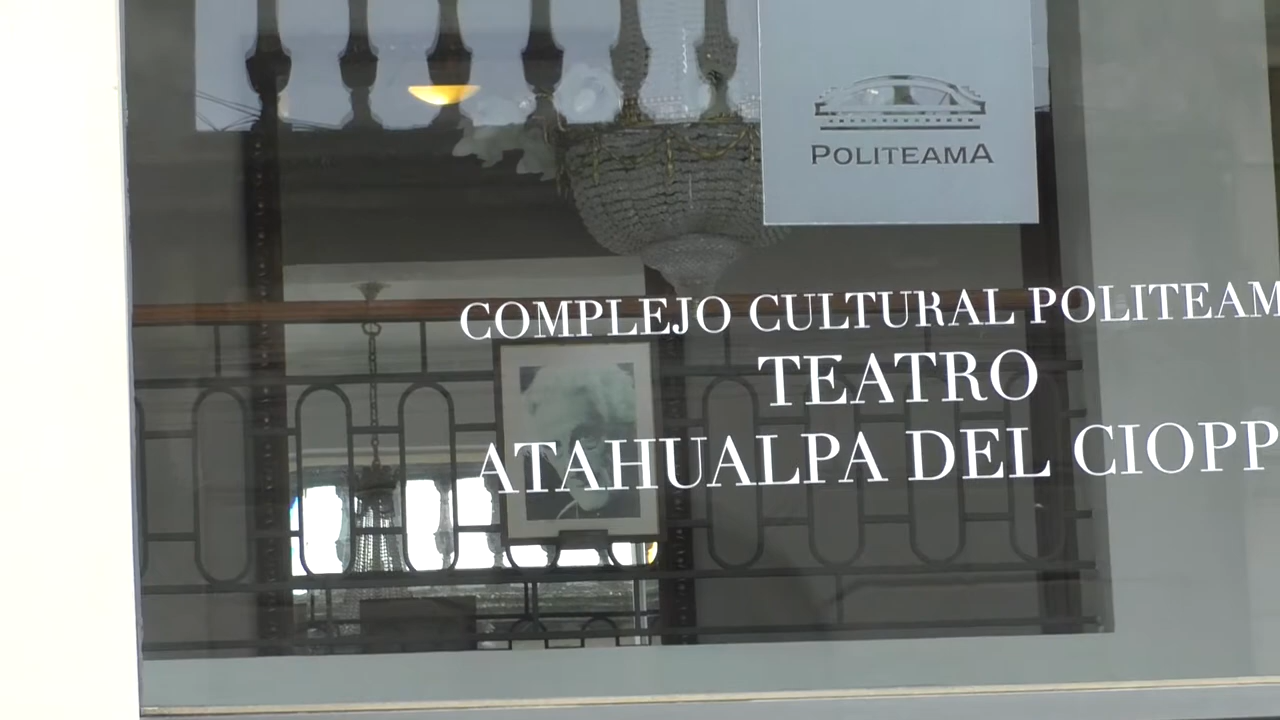 POLITEAMA
COMPLEJO CULTURAL POLITEAM
TEATRO
ATAHUALPA DEL CIOPP